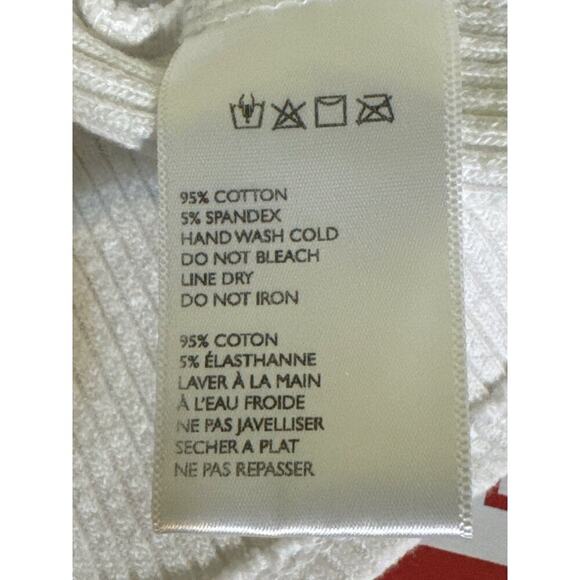 95% COTTON
5% SPANDEX
HAND WASH COLD
DO NOT BLEACH
LINE DRY
DO NOT IRON
95% COTON
5% ÉLASTHANNE
LAVER À LA MAIN
À L'EAU FROIDE
NE PAS JAVELLISER
SECHER A PLAT
NE PAS REPASSER